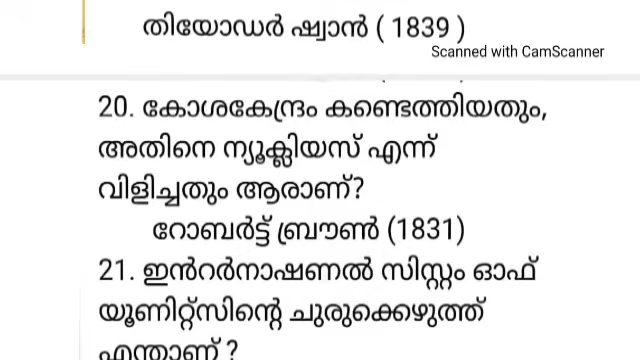 തിയോഡർ ഷ്വാൻ ( 1839 )
Scanned with CamScanner
20. കോശകേന്ദ്രം കണ്ടെത്തിയതും,
അതിനെ ന്യൂക്ലിയസ് എന്ന്
വിളിച്ചതും ആരാണ്?
റോബർട്ട് ബ്രൗൺ (1831)
21. ഇൻറർനാഷണൽ സിസ്റ്റം ഓഫ്
യൂണിറ്റ്സിന്റെ ചുരുക്കെഴുത്ത്
എന്താണ് ?